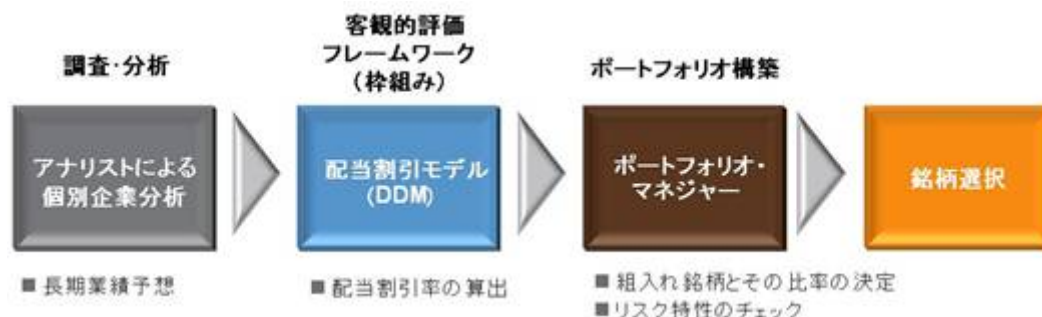 調査・分析
客観的評価
フレームワーク
(枠組み)
ポートフォリオ構築
アナリストによる
個別企業分析
配当割引モデル
(DDM)
ポートフォリオ・
マネジャー
銘柄選択
■長期業績予想
■配当割引率の算出
■組入れ銘柄とその比率の決定
■リスク特性のチェック